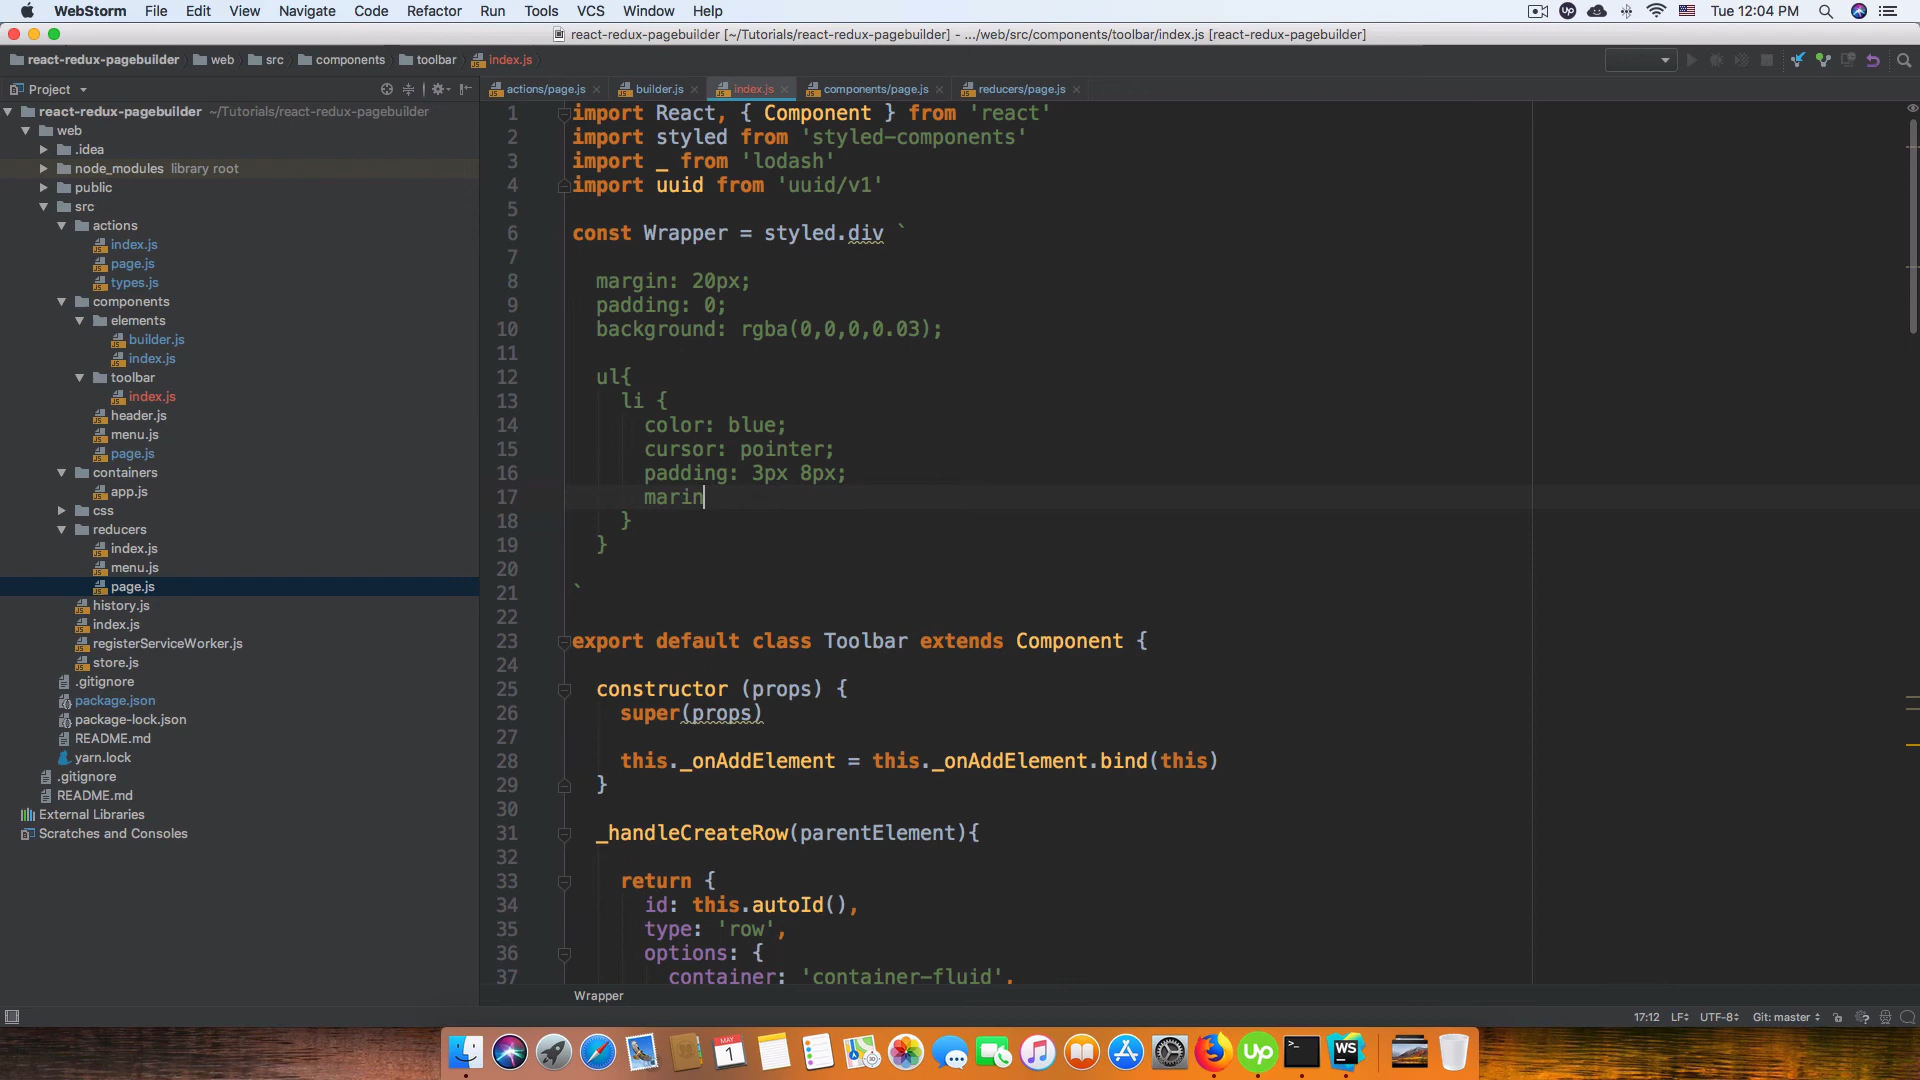 WebStorm File Edit View Navigate Code Refactor Run Tools VCS Window Help Up Tue 12:04 PM
react-redux-pagebuilder [~/Tutorials/react-redux-pagebuilder] - .../web/src/components/toolbar/index.js [react-redux-pagebuilder]
react-redux-pagebuilder web src components toolbar index.js
Project
actions/page.js builder.js index.js components/page.js reducers/page.js
react-redux-pagebuilder ~/Tutorials/react-redux-pagebuilder
web
.idea
node_modules library root
public
src
actions
index.js
page.js
types.js
components
elements
builder.js
index.js
toolbar
index.js
header.js
menu.js
page.js
containers
app.js
css
reducers
index.js
menu.js
page.js
history.js
index.js
registerServiceWorker.js
store.js
.gitignore
package.json
package-lock.json
README.md
yarn.lock
.gitignore
README.md
External Libraries
Scratches and Consoles
1 import React, { Component } from 'react'
2 import styled from 'styled-components'
3 import _ from 'lodash'
4 import uuid from 'uuid/v1'
5
6 const Wrapper = styled.div `
7
8 margin: 20px;
9 padding: 0;
10 background: rgba(0,0,0,0.03);
11
12 ul{
13 li {
14 color: blue;
15 cursor: pointer;
16 padding: 3px 8px;
17 marin
18 }
19 }
20
21 `
22
23 export default class Toolbar extends Component {
24
25 constructor (props) {
26 super(props)
27
28 this._onAddElement = this._onAddElement.bind(this)
29 }
30
31 _handleCreateRow(parentElement){
32
33 return {
34 id: this.autoId(),
35 type: 'row',
36 options: {
37 container: 'container-fluid',
Wrapper
17:12 LF UTF-8 Git: master
MAY 1 Up >_ WS